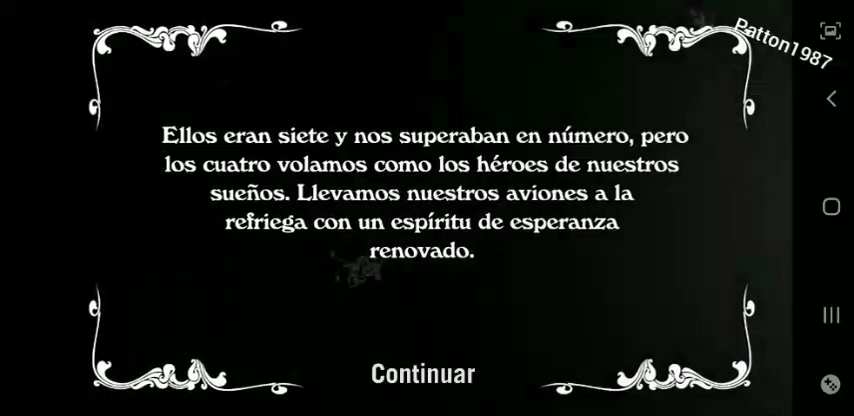 Patton1987
Ellos eran siete y nos superaban en número, pero
los cuatro volamos como los héroes de nuestros
sueños. Llevamos nuestros aviones a la
refriega con un espíritu de esperanza
renovado.
Continuar